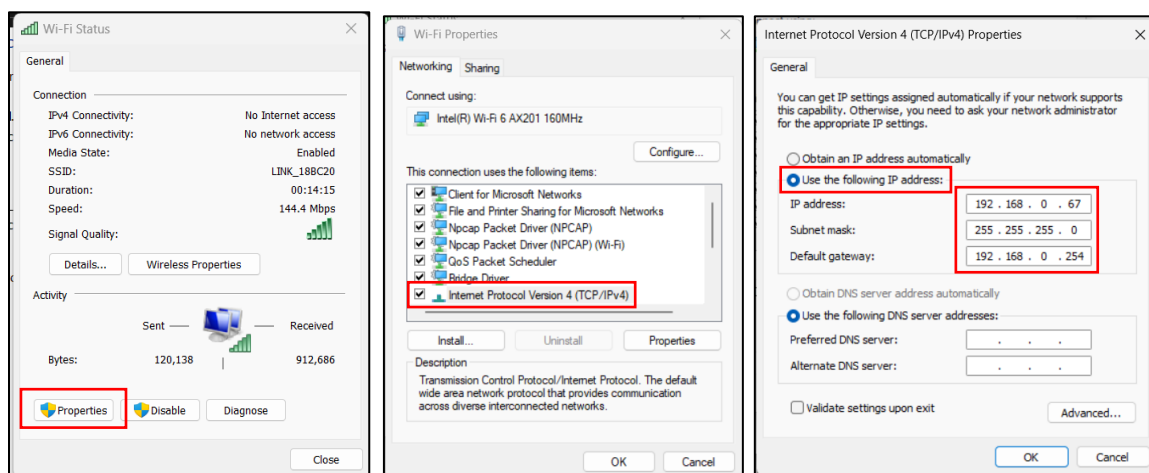 Wi-Fi Status
General
Connection
IPv4 Connectivity: No Internet access
IPv6 Connectivity: No network access
Media State: Enabled
SSID: LINK_18BC20
Duration: 00:14:15
Speed: 144.4 Mbps
Signal Quality:
Details... Wireless Properties
Activity
Sent Received
Bytes: 120,138 912,686
Properties Disable Diagnose
Close
Wi-Fi Properties
Networking Sharing
Connect using:
Intel(R) Wi-Fi 6 AX201 160MHz
Configure...
This connection uses the following items:
Client for Microsoft Networks
File and Printer Sharing for Microsoft Networks
Npcap Packet Driver (NPCAP)
Npcap Packet Driver (NPCAP) (Wi-Fi)
QoS Packet Scheduler
Bridge Driver
Internet Protocol Version 4 (TCP/IPv4)
Install... Uninstall Properties
Description
Transmission Control Protocol/Internet Protocol. The default
wide area network protocol that provides communication
across diverse interconnected networks.
OK Cancel
Internet Protocol Version 4 (TCP/IPv4) Properties
General
You can get IP settings assigned automatically if your network supports
this capability. Otherwise, you need to ask your network administrator
for the appropriate IP settings.
Obtain an IP address automatically
Use the following IP address:
IP address: 192 . 168 . 0 . 67
Subnet mask: 255 . 255 . 255 . 0
Default gateway: 192 . 168 . 0 . 254
Obtain DNS server address automatically
Use the following DNS server addresses:
Preferred DNS server: . . .
Alternate DNS server: . . .
Validate settings upon exit
Advanced...
OK Cancel